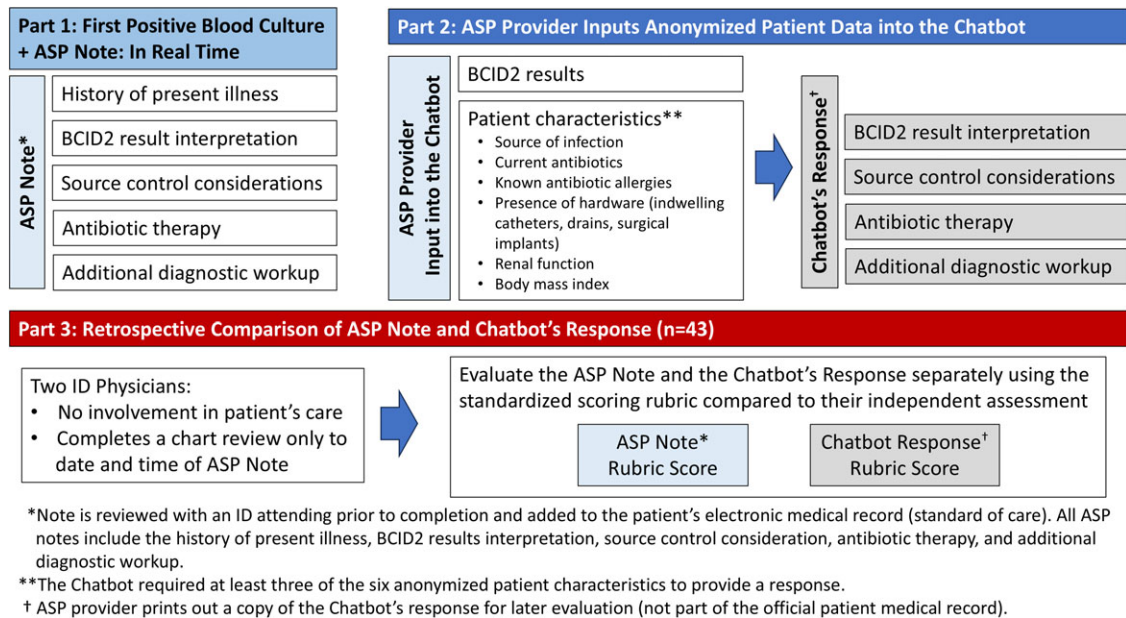 Part 1: First Positive Blood Culture
+ ASP Note: In Real Time
ASP Note*
History of present illness
BCID2 result interpretation
Source control considerations
Antibiotic therapy
Additional diagnostic workup
Part 2: ASP Provider Inputs Anonymized Patient Data into the Chatbot
ASP Provider
Input into the Chatbot
BCID2 results
Patient characteristics**
• Source of infection
• Current antibiotics
• Known antibiotic allergies
• Presence of hardware (indwelling
catheters, drains, surgical
implants)
• Renal function
• Body mass index
Chatbot's Response†
BCID2 result interpretation
Source control considerations
Antibiotic therapy
Additional diagnostic workup
Part 3: Retrospective Comparison of ASP Note and Chatbot's Response (n=43)
Two ID Physicians:
• No involvement in patient's care
• Completes a chart review only to
date and time of ASP Note
Evaluate the ASP Note and the Chatbot's Response separately using the
standardized scoring rubric compared to their independent assessment
ASP Note*
Rubric Score
Chatbot Response†
Rubric Score
*Note is reviewed with an ID attending prior to completion and added to the patient's electronic medical record (standard of care). All ASP
notes include the history of present illness, BCID2 results interpretation, source control consideration, antibiotic therapy, and additional
diagnostic workup.
**The Chatbot required at least three of the six anonymized patient characteristics to provide a response.
† ASP provider prints out a copy of the Chatbot's response for later evaluation (not part of the official patient medical record).